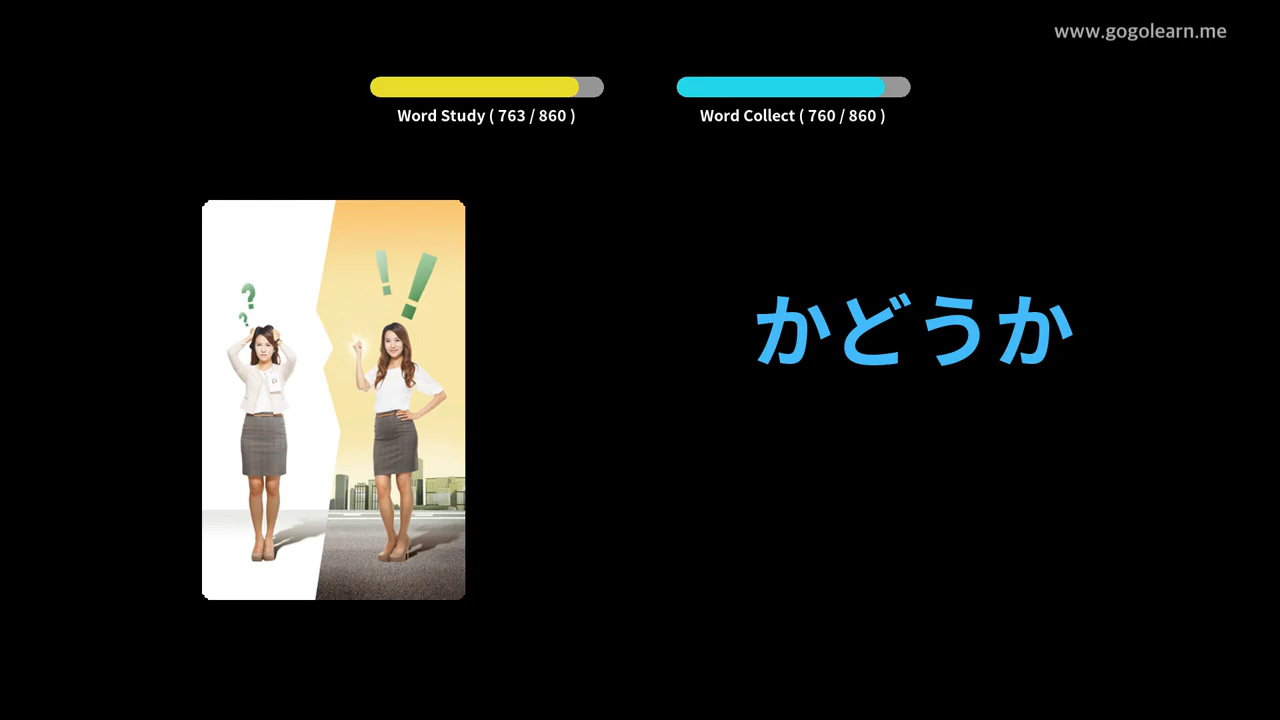 www.gogolearn.me
Word Study ( 763 / 860 )
Word Collect ( 760 / 860 )
? ?
! !
かどうか